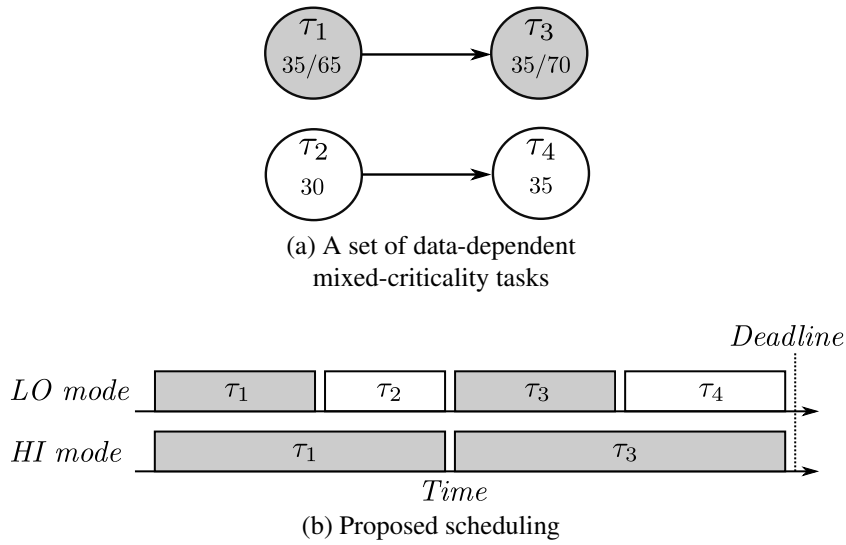 τ₁ τ₃
35/65 35/70
τ₂ τ₄
30 35
(a) A set of data-dependent
mixed-criticality tasks
Deadline
LO mode τ₁ τ₂ τ₃ τ₄
HI mode τ₁ τ₃
Time
(b) Proposed scheduling